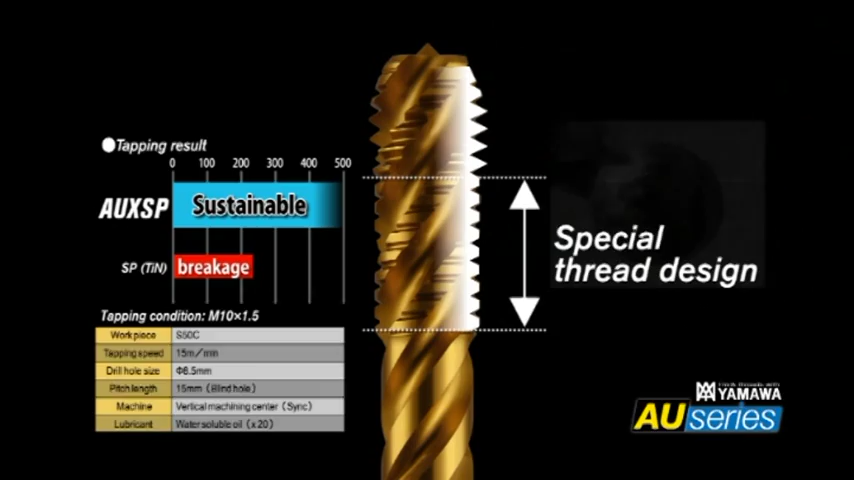 ●Tapping result
0 100 200 300 400 500
AUXSP Sustainable
SP (TiN) breakage
Tapping condition: M10×1.5
Workpiece S50C
Tapping speed 15m/min
Drill hole size Φ8.5mm
Pitch length 15mm (Blind hole)
Machine Vertical machining center (Sync)
Lubricant Water soluble oil (x20)
Special
thread design
YAMAWA
AU series